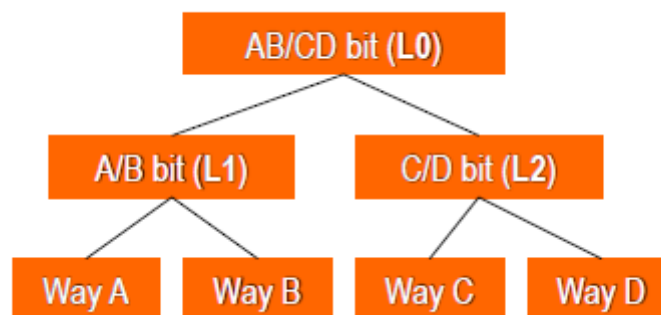 AB/CD bit (L0)
A/B bit (L1) C/D bit (L2)
Way A Way B Way C Way D